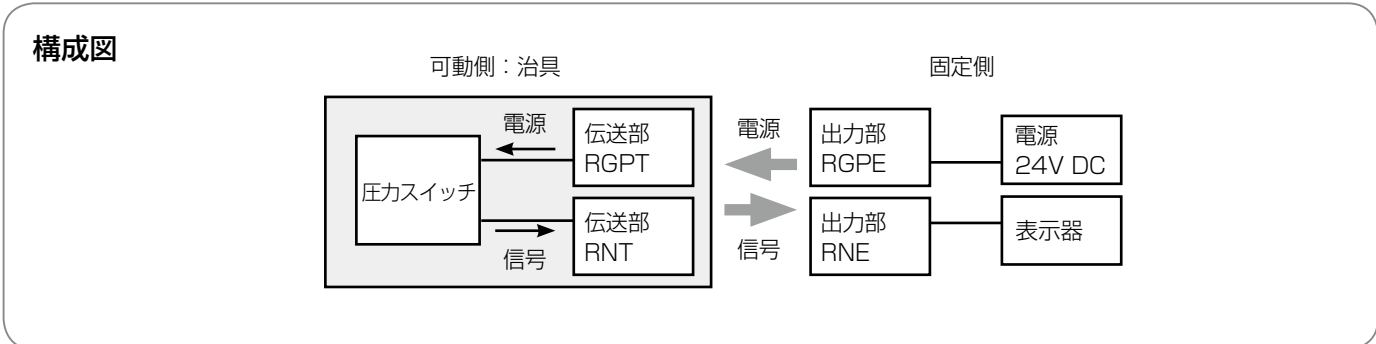 構成図
可動側：治具
固定側
電源
伝送部
RGPT
圧力スイッチ
伝送部
RNT
信号
電源
信号
出力部
RGPE
出力部
RNE
電源
24V DC
表示器